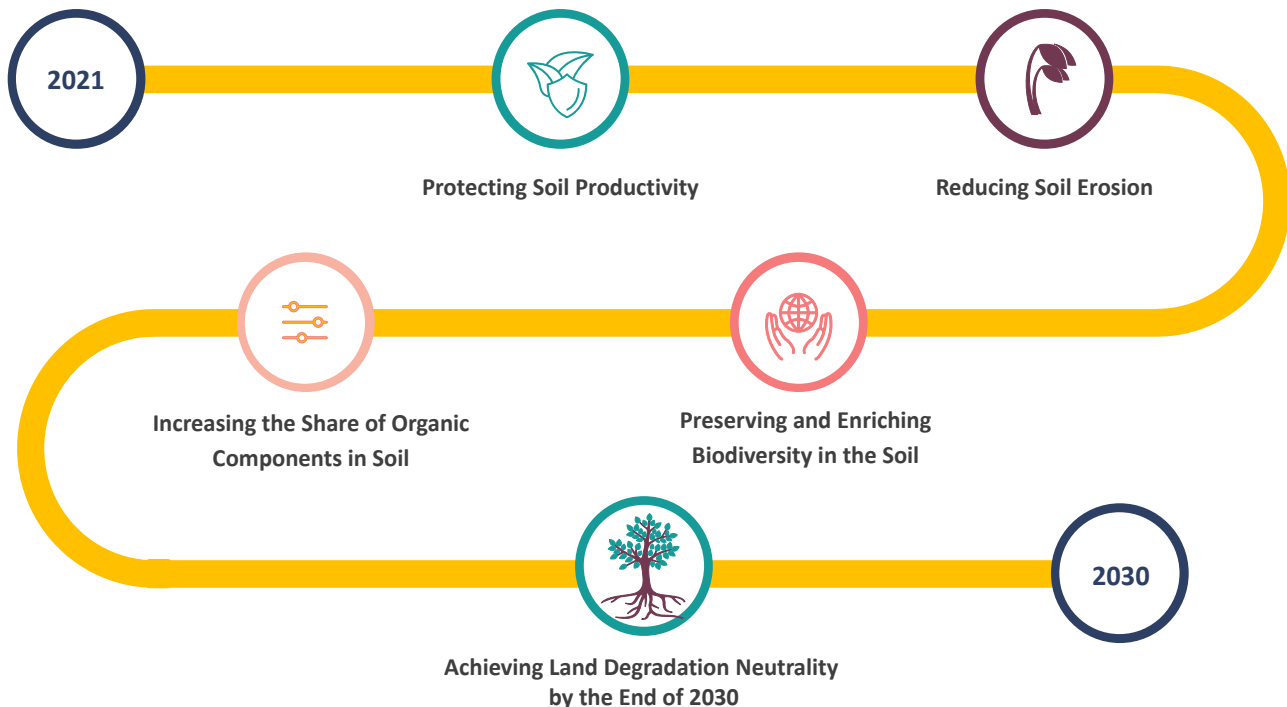 2021
Protecting Soil Productivity
Reducing Soil Erosion
Increasing the Share of Organic
Components in Soil
Preserving and Enriching
Biodiversity in the Soil
Achieving Land Degradation Neutrality
by the End of 2030
2030